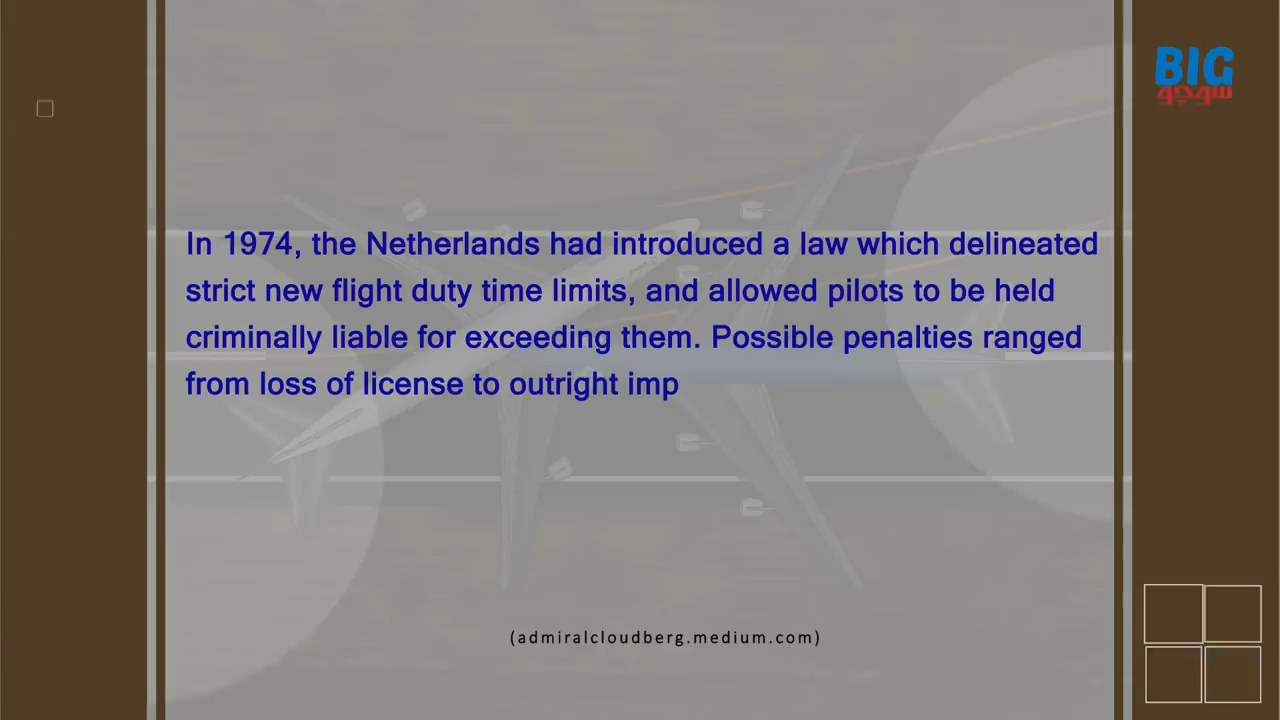 BIG
سوچو
In 1974, the Netherlands had introduced a law which delineated
strict new flight duty time limits, and allowed pilots to be held
criminally liable for exceeding them. Possible penalties ranged
from loss of license to outright imp
(admiralcloudberg.medium.com)